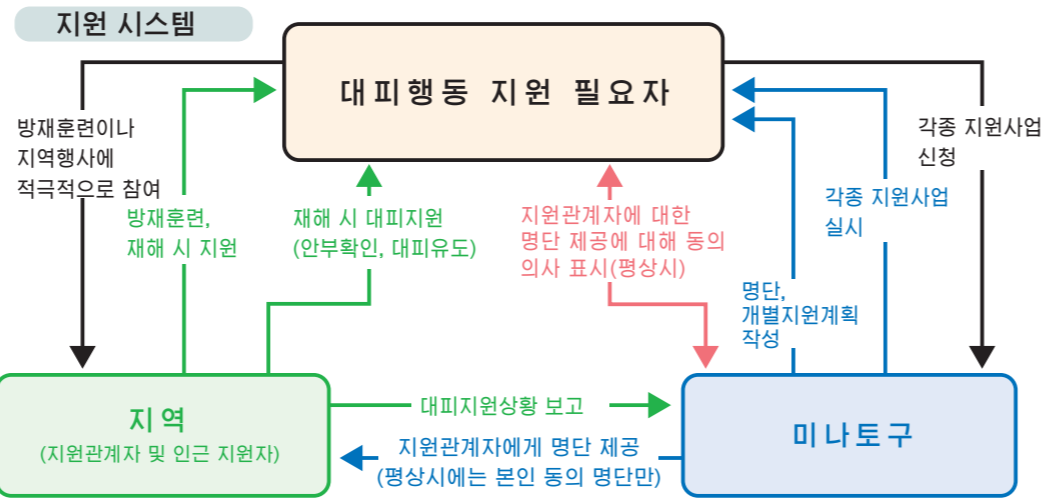 지원 시스템
대피행동 지원 필요자
방재훈련이나
지역행사에
적극적으로 참여
방재훈련,
재해 시 지원
재해 시 대피지원
(안부확인, 대피유도)
지원관계자에 대한
명단 제공에 대해 동의
의사 표시(평상시)
명단,
개별지원계획
작성
각종 지원사업
실시
각종 지원사업
신청
지역
(지원관계자 및 인근 지원자)
대피지원상황 보고
지원관계자에게 명단 제공
(평상시에는 본인 동의 명단만)
미나토구